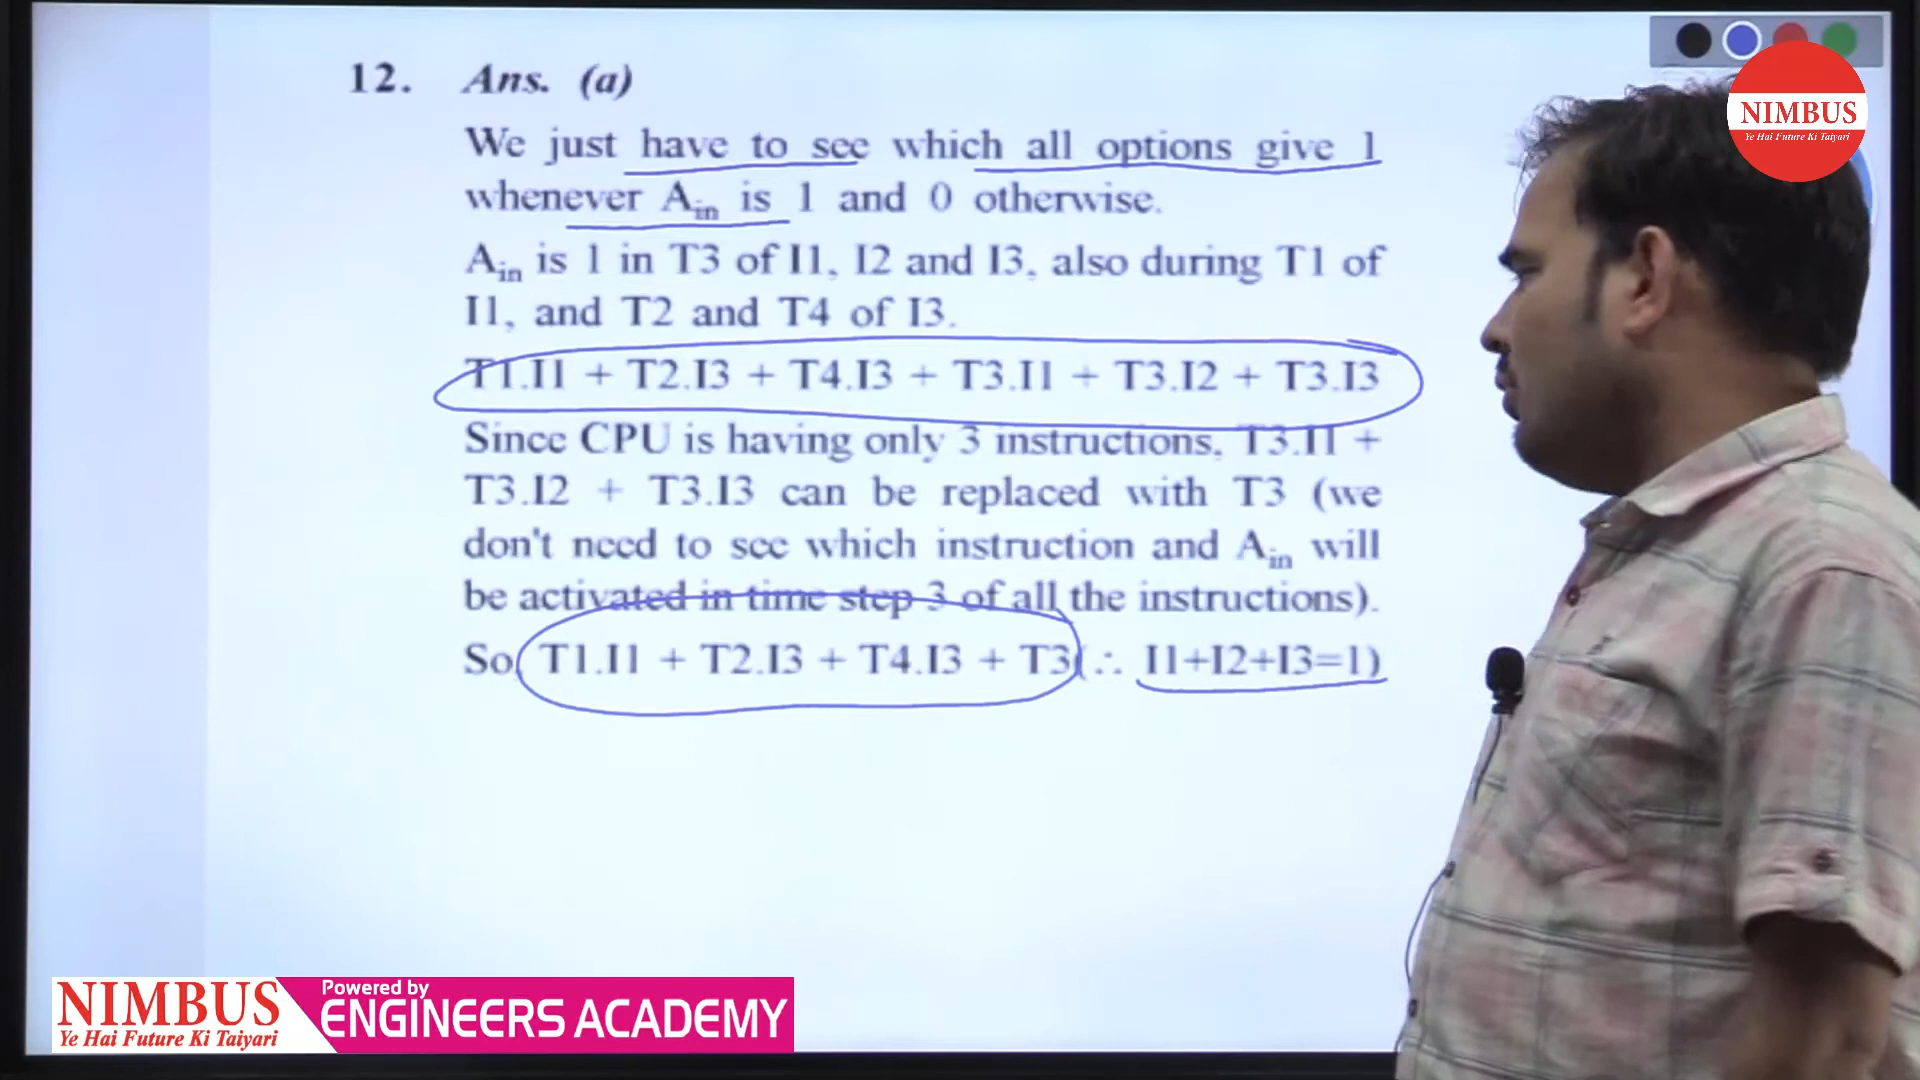 12. Ans. (a)
We just have to see which all options give 1
whenever Ain is 1 and 0 otherwise.
Ain is 1 in T3 of I1, I2 and I3, also during T1 of
I1, and T2 and T4 of I3.
T1.I1 + T2.I3 + T4.I3 + T3.I1 + T3.I2 + T3.I3
Since CPU is having only 3 instructions, T3.I1 +
T3.I2 + T3.I3 can be replaced with T3 (we
don't need to see which instruction and Ain will
be activated in time step 3 of all the instructions).
So T1.I1 + T2.I3 + T4.I3 + T3(∴ I1+I2+I3=1)
NIMBUS
Ye Hai Future Ki Taiyari
NIMBUS
Ye Hai Future Ki Taiyari
Powered by
ENGINEERS ACADEMY